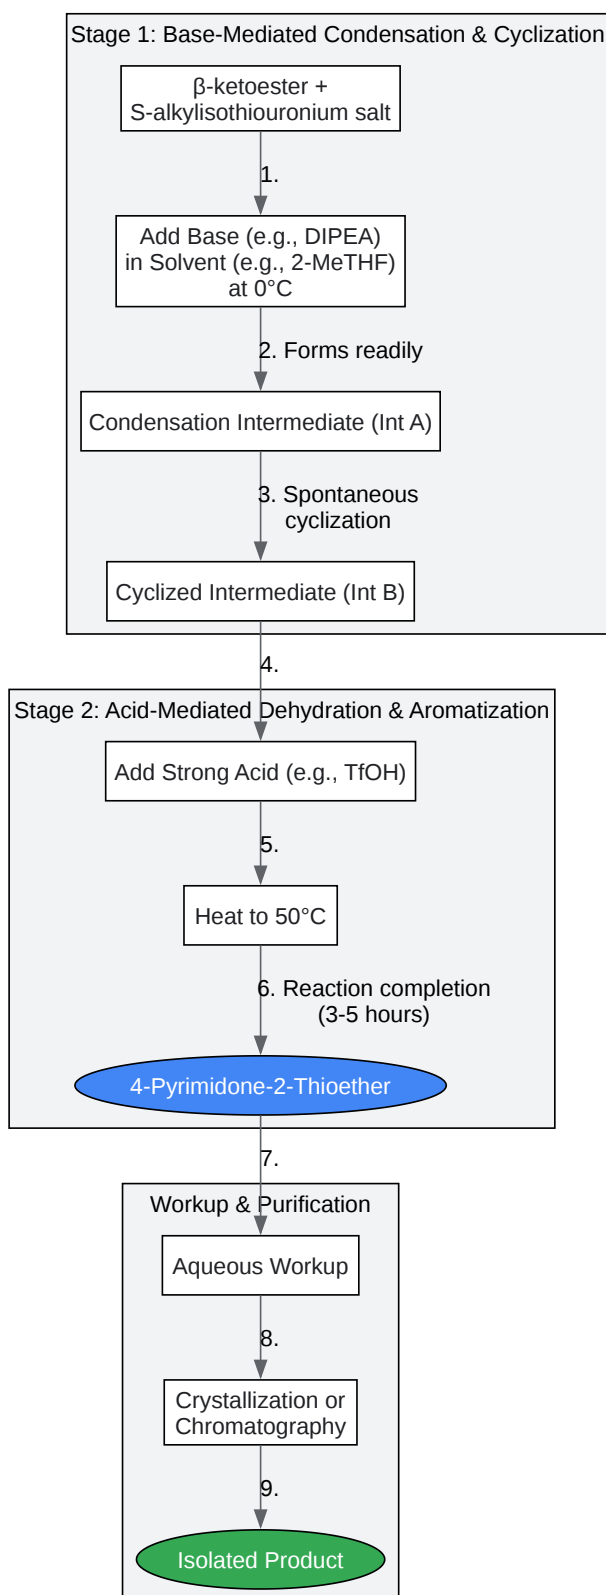 Stage 1: Base-Mediated Condensation & Cyclization
β-ketoester +
S-alkylisothiouronium salt
1.
Add Base (e.g., DIPEA)
in Solvent (e.g., 2-MeTHF)
at 0°C
2. Forms readily
Condensation Intermediate (Int A)
3. Spontaneous
cyclization
Cyclized Intermediate (Int B)
4.
Stage 2: Acid-Mediated Dehydration & Aromatization
Add Strong Acid (e.g., TfOH)
5.
Heat to 50°C
6. Reaction completion
(3-5 hours)
4-Pyrimidone-2-Thioether
7.
Workup & Purification
Aqueous Workup
8.
Crystallization or
Chromatography
9.
Isolated Product